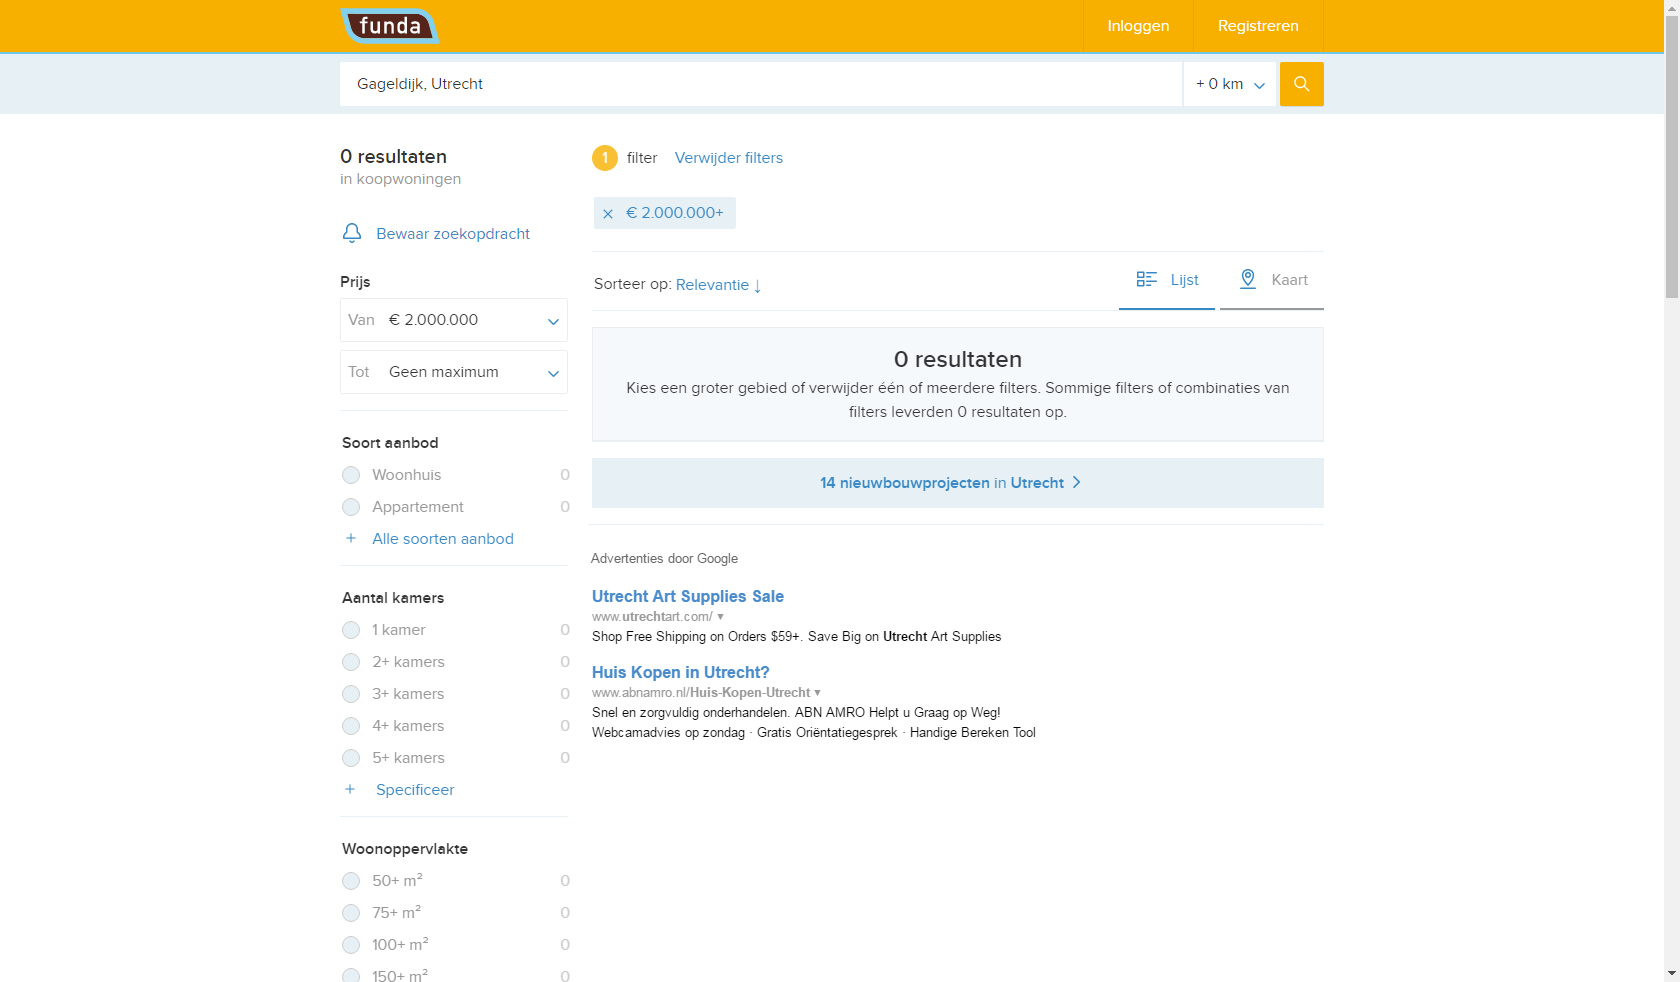 funda
Inloggen
Registreren
Gageldijk, Utrecht
+ 0 km
0 resultaten
in koopwoningen
Bewaar zoekopdracht
Prijs
Van € 2.000.000
Tot Geen maximum
Soort aanbod
Woonhuis 0
Appartement 0
+ Alle soorten aanbod
Aantal kamers
1 kamer 0
2+ kamers 0
3+ kamers 0
4+ kamers 0
5+ kamers 0
+ Specificeer
Woonoppervlakte
50+ m² 0
75+ m² 0
100+ m² 0
150+ m² 0
1 filter Verwijder filters
× € 2.000.000+
Sorteer op: Relevantie ↓
Lijst
Kaart
0 resultaten
Kies een groter gebied of verwijder één of meerdere filters. Sommige filters of combinaties van
filters leverden 0 resultaten op.
14 nieuwbouwprojecten in Utrecht >
Advertenties door Google
Utrecht Art Supplies Sale
www.utrechtart.com/ ▾
Shop Free Shipping on Orders $59+. Save Big on Utrecht Art Supplies
Huis Kopen in Utrecht?
www.abnamro.nl/Huis-Kopen-Utrecht ▾
Snel en zorgvuldig onderhandelen. ABN AMRO Helpt u Graag op Weg!
Webcamadvies op zondag · Gratis Oriëntatiegesprek · Handige Bereken Tool